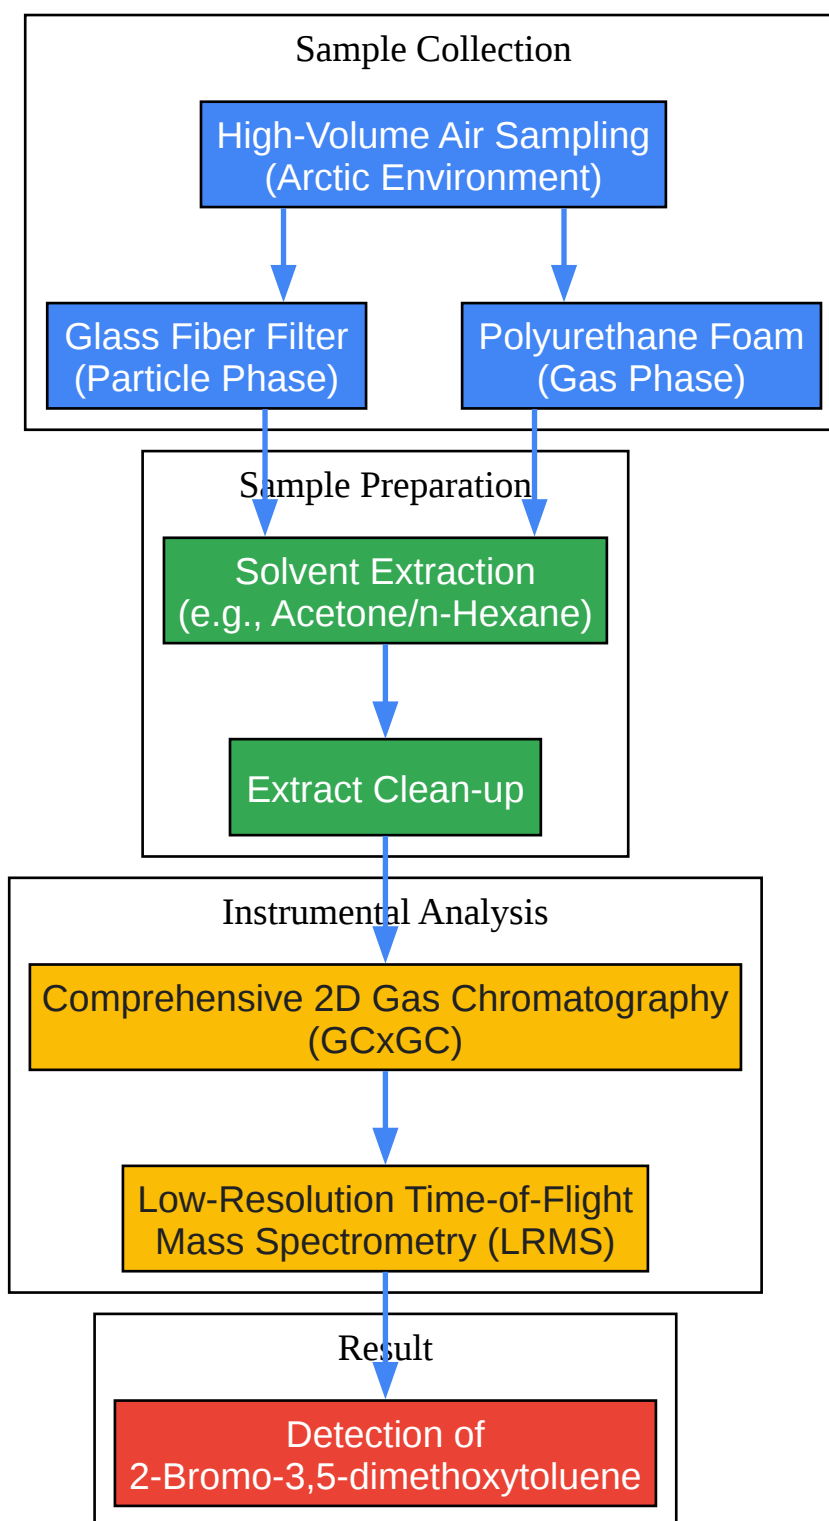 Sample Collection
High-Volume Air Sampling
(Arctic Environment)
Glass Fiber Filter
(Particle Phase)
Polyurethane Foam
(Gas Phase)
Sample Preparation
Solvent Extraction
(e.g., Acetone/n-Hexane)
Extract Clean-up
Instrumental Analysis
Comprehensive 2D Gas Chromatography
(GCxGC)
Low-Resolution Time-of-Flight
Mass Spectrometry (LRMS)
Result
Detection of
2-Bromo-3,5-dimethoxytoluene